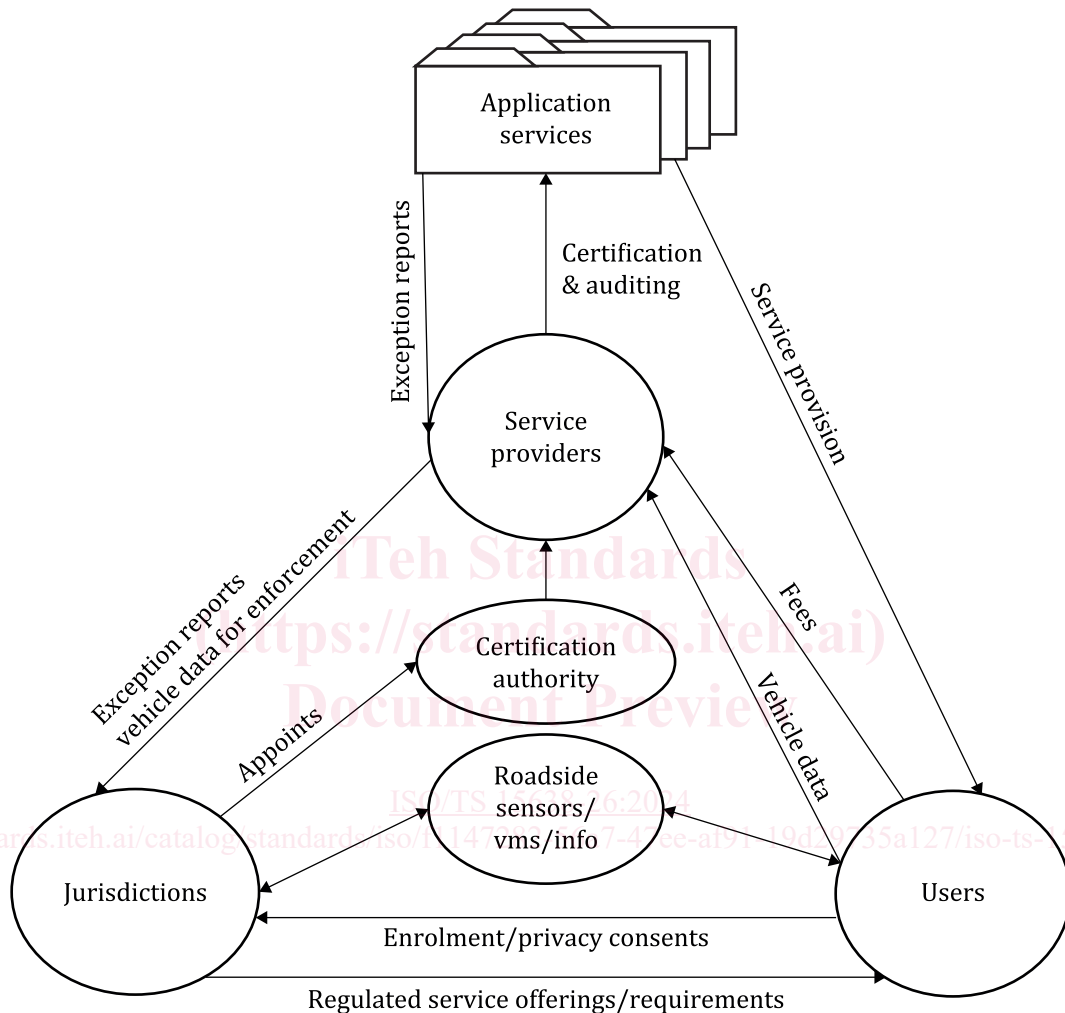 Application
services
Exception reports
Certification
& auditing
Service provision
Service
providers
Exception reports
vehicle data for enforcement
Fees
iTeh Standards
(https://standards.iteh.ai)
Document Preview
Certification
authority
Appoints
Vehicle data
Roadside
sensors/
vms/info
ISO/TS 15638-26:2024
Jurisdictions
Users
Enrolment/privacy consents
Regulated service offerings/requirements